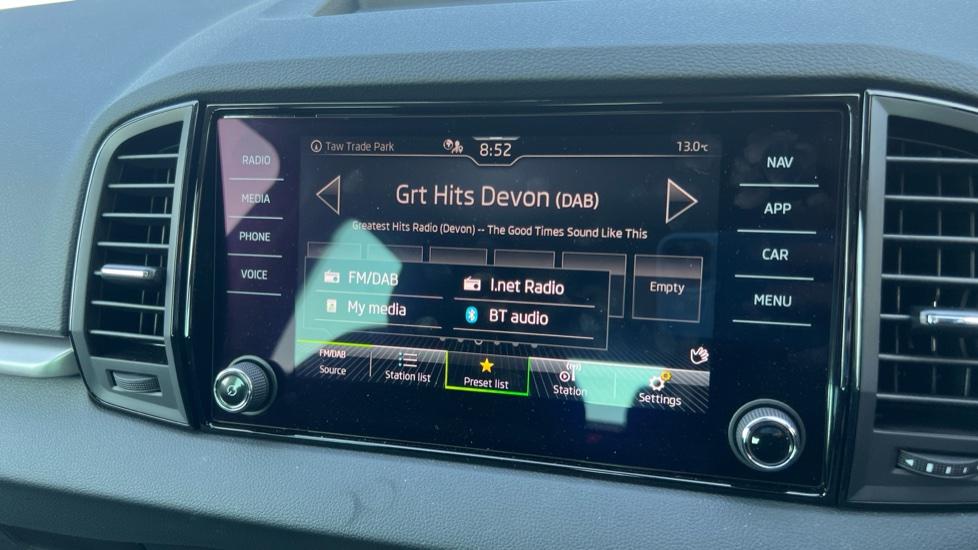 Taw Trade Park
8:52
13.0°C
RADIO
MEDIA
PHONE
VOICE
Grt Hits Devon (DAB)
Greatest Hits Radio (Devon) -- The Good Times Sound Like This
FM/DAB
I.net Radio
My media
BT audio
Empty
FM/DAB
Source
Station list
Preset list
Station
Settings
NAV
APP
CAR
MENU